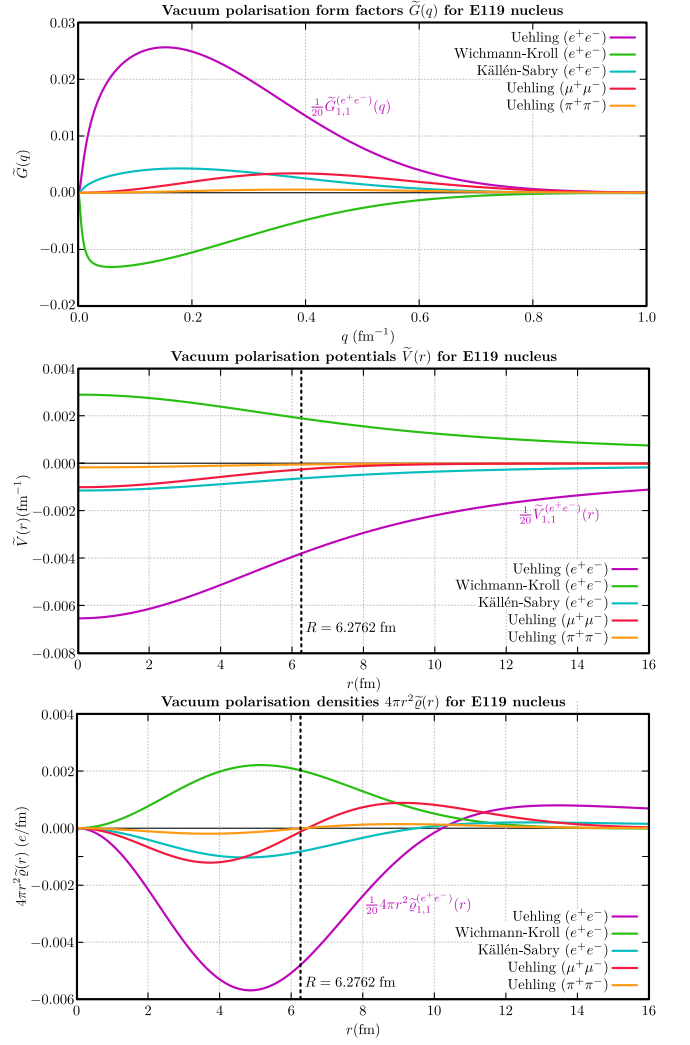 Vacuum polarisation form factors G̃(q) for E119 nucleus
0.03
0.02
0.01
0.00
−0.01
−0.02
G̃(q)
Uehling (e⁺e⁻)
Wichmann-Kroll (e⁺e⁻)
Källén-Sabry (e⁺e⁻)
Uehling (μ⁺μ⁻)
Uehling (π⁺π⁻)
1/20 G̃₁,₁^(e⁺e⁻)(q)
0.0 0.2 0.4 0.6 0.8 1.0
q (fm⁻¹)
Vacuum polarisation potentials Ṽ(r) for E119 nucleus
0.004
0.002
0.000
−0.002
−0.004
−0.006
−0.008
Ṽ(r)(fm⁻¹)
1/20 Ṽ₁,₁^(e⁺e⁻)(r)
Uehling (e⁺e⁻)
Wichmann-Kroll (e⁺e⁻)
Källén-Sabry (e⁺e⁻)
Uehling (μ⁺μ⁻)
Uehling (π⁺π⁻)
R = 6.2762 fm
0 2 4 6 8 10 12 14 16
r(fm)
Vacuum polarisation densities 4πr²ϱ̃(r) for E119 nucleus
0.004
0.002
0.000
−0.002
−0.004
−0.006
4πr²ϱ̃(r) (e/fm)
1/20 4πr²ϱ̃₁,₁^(e⁺e⁻)(r)
Uehling (e⁺e⁻)
Wichmann-Kroll (e⁺e⁻)
Källén-Sabry (e⁺e⁻)
Uehling (μ⁺μ⁻)
Uehling (π⁺π⁻)
R = 6.2762 fm
0 2 4 6 8 10 12 14 16
r(fm)